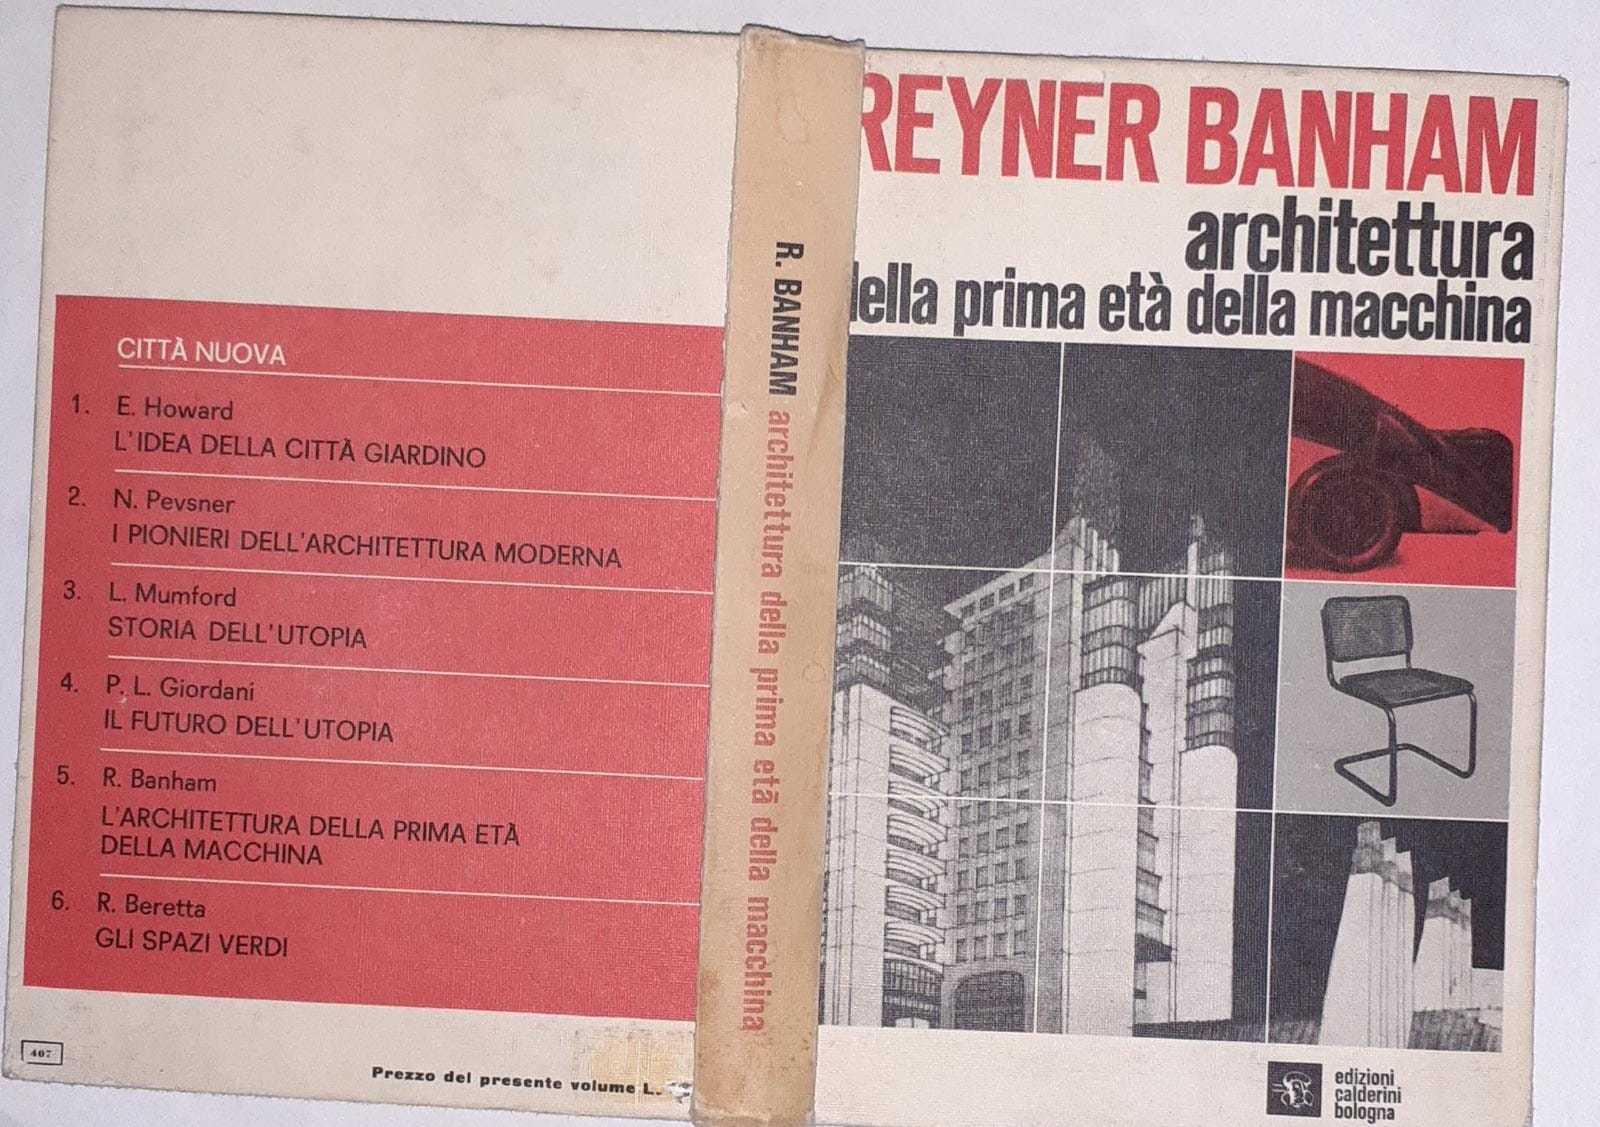 CITTÀ NUOVA
1. E. Howard
L'IDEA DELLA CITTÀ GIARDINO
2. N. Pevsner
I PIONIERI DELL'ARCHITETTURA MODERNA
3. L. Mumford
STORIA DELL'UTOPIA
4. P. L. Giordani
IL FUTURO DELL'UTOPIA
5. R. Banham
L'ARCHITETTURA DELLA PRIMA ETÀ
DELLA MACCHINA
6. R. Beretta
GLI SPAZI VERDI
407
Prezzo del presente volume L.
R. BANHAM architettura della prima età della macchina
REYNER BANHAM
architettura
della prima età della macchina
edizioni
calderini
bologna